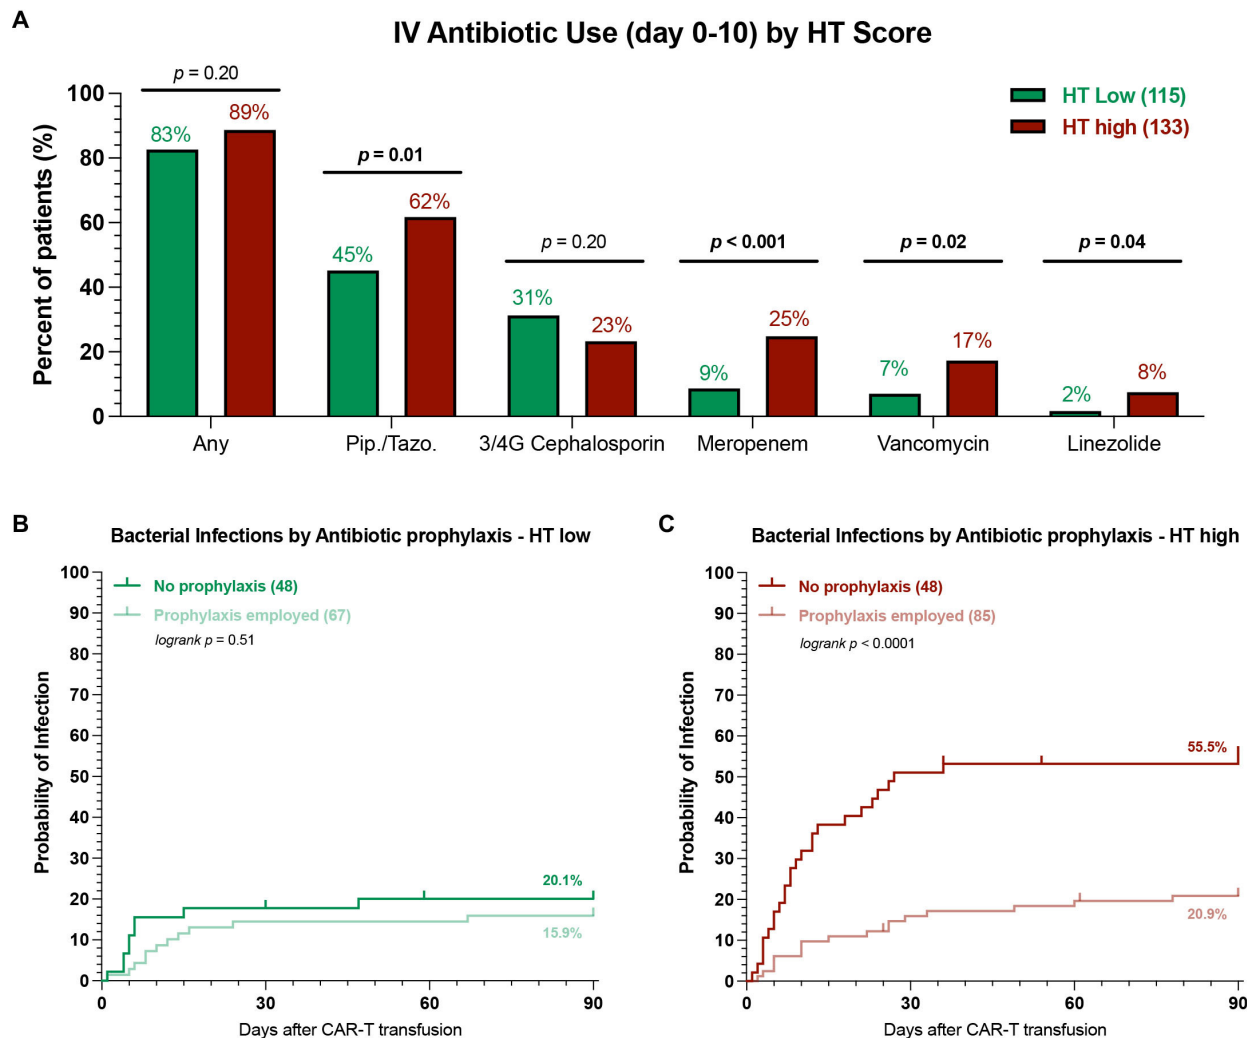 A
IV Antibiotic Use (day 0-10) by HT Score
p = 0.20
HT Low (115)
HT high (133)
p = 0.01
p = 0.20
p < 0.001
p = 0.02
p = 0.04
Percent of patients (%)
100
80
60
40
20
0
83%
89%
45%
62%
31%
23%
9%
25%
7%
17%
2%
8%
Any
Pip./Tazo.
3/4G Cephalosporin
Meropenem
Vancomycin
Linezolide
B
Bacterial Infections by Antibiotic prophylaxis - HT low
No prophylaxis (48)
Prophylaxis employed (67)
logrank p = 0.51
Probability of Infection
100
90
80
70
60
50
40
30
20
10
0
20.1%
15.9%
0
30
60
90
Days after CAR-T transfusion
C
Bacterial Infections by Antibiotic prophylaxis - HT high
No prophylaxis (48)
Prophylaxis employed (85)
logrank p < 0.0001
Probability of Infection
100
90
80
70
60
50
40
30
20
10
0
55.5%
20.9%
0
30
60
90
Days after CAR-T transfusion